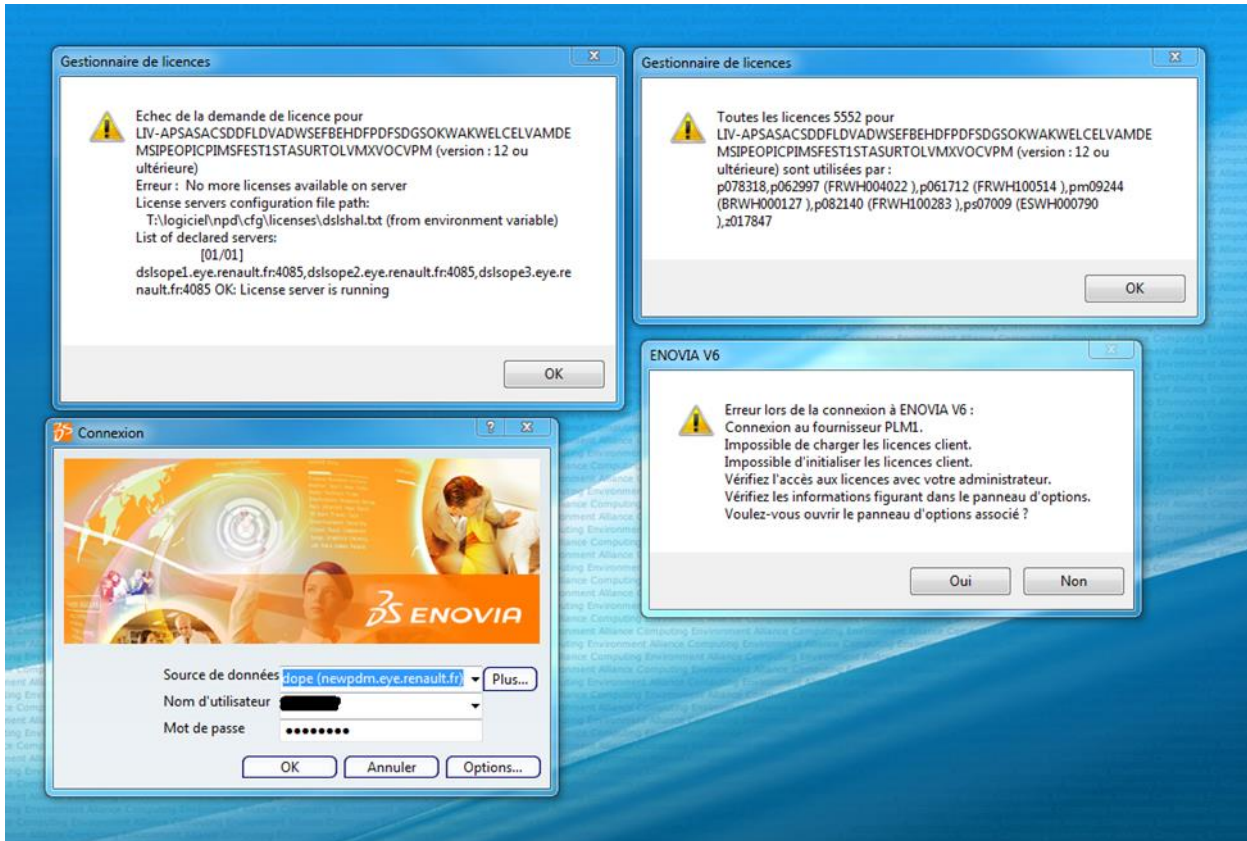 Gestionnaire de licences
Echec de la demande de licence pour
LIV-APSASACSDDFLDVADWSEFBEHDFPDFSDGSOKWAKWELCELVAMDE
MSIPEOPICPIMSFEST1STASURTOLVMXVOCVPM (version : 12 ou
ultérieure)
Erreur : No more licenses available on server
License servers configuration file path:
T:\logiciel\npd\cfg\licenses\dslshal.txt (from environment variable)
List of declared servers:
[01/01]
dslsope1.eye.renault.fr:4085,dslsope2.eye.renault.fr:4085,dslsope3.eye.re
nault.fr:4085 OK: License server is running
OK
Gestionnaire de licences
Toutes les licences 5552 pour
LIV-APSASACSDDFLDVADWSEFBEHDFPDFSDGSOKWAKWELCELVAMDE
MSIPEOPICPIMSFEST1STASURTOLVMXVOCVPM (version : 12 ou
ultérieure) sont utilisées par :
p078318,p062997 (FRWH004022 ),p061712 (FRWH100514 ),pm09244
(BRWH000127 ),p082140 (FRWH100283 ),ps07009 (ESWH000790
),z017847
OK
ENOVIA V6
Erreur lors de la connexion à ENOVIA V6 :
Connexion au fournisseur PLM1.
Impossible de charger les licences client.
Impossible d'initialiser les licences client.
Vérifiez l'accès aux licences avec votre administrateur.
Vérifiez les informations figurant dans le panneau d'options.
Voulez-vous ouvrir le panneau d'options associé ?
Oui Non
Connexion
ENOVIA
Source de données dope (newpdm.eye.renault.fr) Plus...
Nom d'utilisateur
Mot de passe ●●●●●●●●
OK Annuler Options...